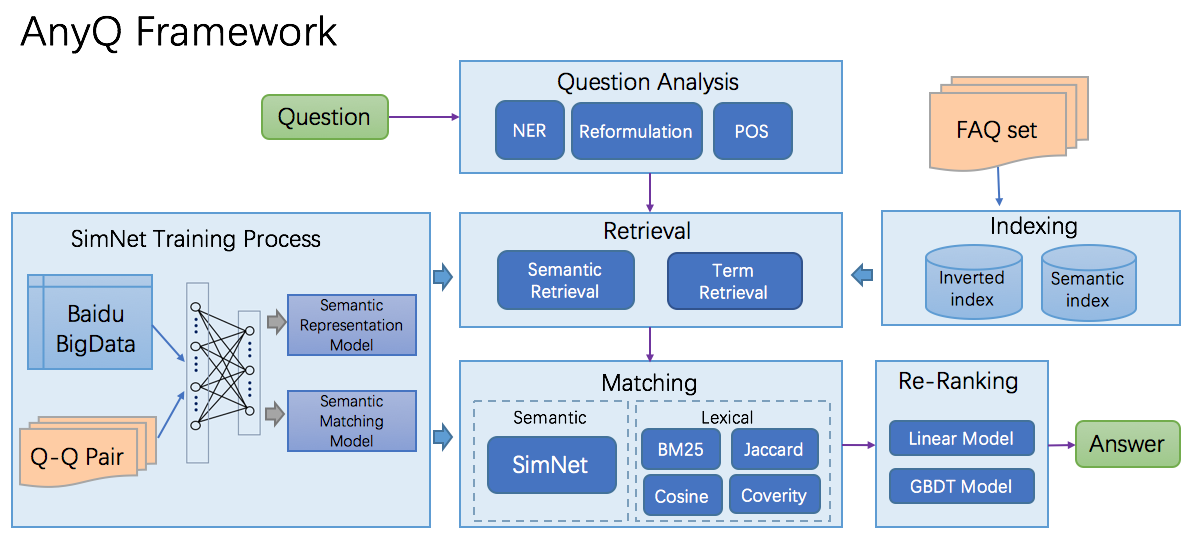 AnyQ Framework
Question
Question Analysis
NER
Reformulation
POS
FAQ set
SimNet Training Process
Baidu
BigData
Q-Q Pair
Semantic
Representation
Model
Semantic
Matching
Model
Retrieval
Semantic
Retrieval
Term
Retrieval
Indexing
Inverted
index
Semantic
index
Matching
Semantic
SimNet
Lexical
BM25
Jaccard
Cosine
Coverity
Re-Ranking
Linear Model
GBDT Model
Answer